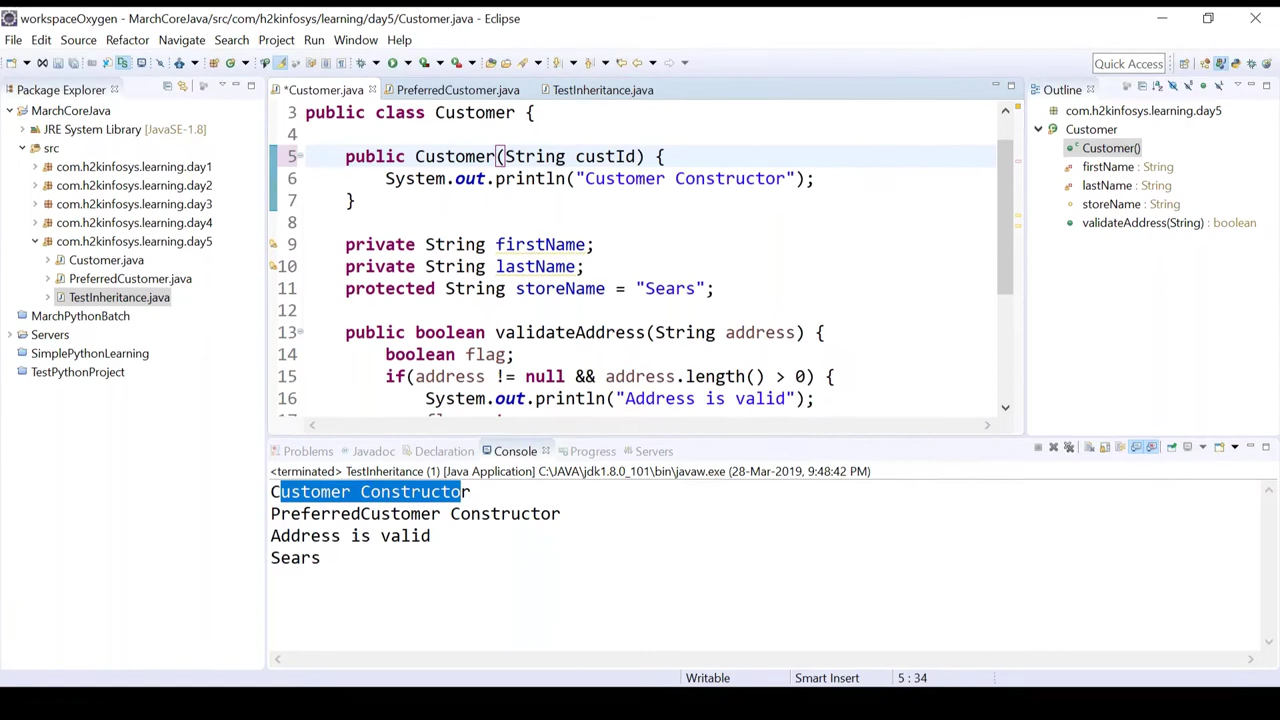 workspaceOxygen - MarchCoreJava/src/com/h2kinfosys/learning/day5/Customer.java - Eclipse
File Edit Source Refactor Navigate Search Project Run Window Help
Quick Access
Package Explorer
*Customer.java PreferredCustomer.java TestInheritance.java
Outline
MarchCoreJava
JRE System Library [JavaSE-1.8]
src
com.h2kinfosys.learning.day1
com.h2kinfosys.learning.day2
com.h2kinfosys.learning.day3
com.h2kinfosys.learning.day4
com.h2kinfosys.learning.day5
Customer.java
PreferredCustomer.java
TestInheritance.java
MarchPythonBatch
Servers
SimplePythonLearning
TestPythonProject
3 public class Customer {
4
5 public Customer(String custId) {
6 System.out.println("Customer Constructor");
7 }
8
9 private String firstName;
10 private String lastName;
11 protected String storeName = "Sears";
12
13 public boolean validateAddress(String address) {
14 boolean flag;
15 if(address != null && address.length() > 0) {
16 System.out.println("Address is valid");
com.h2kinfosys.learning.day5
Customer
Customer()
firstName : String
lastName : String
storeName : String
validateAddress(String) : boolean
Problems Javadoc Declaration Console Progress Servers
<terminated> TestInheritance (1) [Java Application] C:\JAVA\jdk1.8.0_101\bin\javaw.exe (28-Mar-2019, 9:48:42 PM)
Customer Constructor
PreferredCustomer Constructor
Address is valid
Sears
Writable Smart Insert 5 : 34